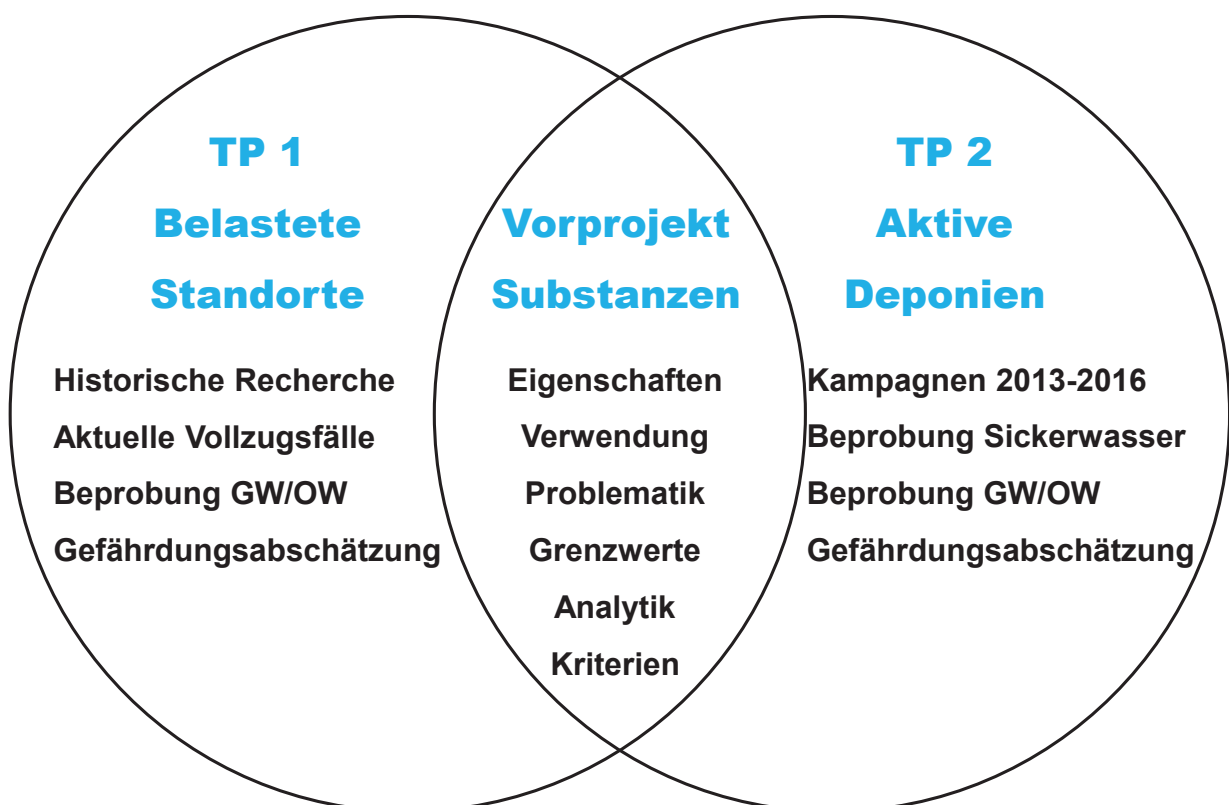 TP 1
Belastete
Standorte
Historische Recherche
Aktuelle Vollzugsfälle
Beprobung GW/OW
Gefährdungsabschätzung
Vorprojekt
Substanzen
Eigenschaften
Verwendung
Problematik
Grenzwerte
Analytik
Kriterien
TP 2
Aktive
Deponien
Kampagnen 2013-2016
Beprobung Sickerwasser
Beprobung GW/OW
Gefährdungsabschätzung